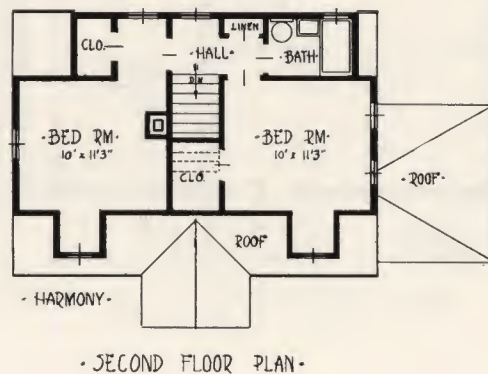 LINEN
CLO.
·HALL·
·BATH·
DN
·BED RM·
10' x 11'3"
·BED RM·
10' x 11'3"
CLO.
·ROOF·
ROOF
·HARMONY·
·SECOND FLOOR PLAN·